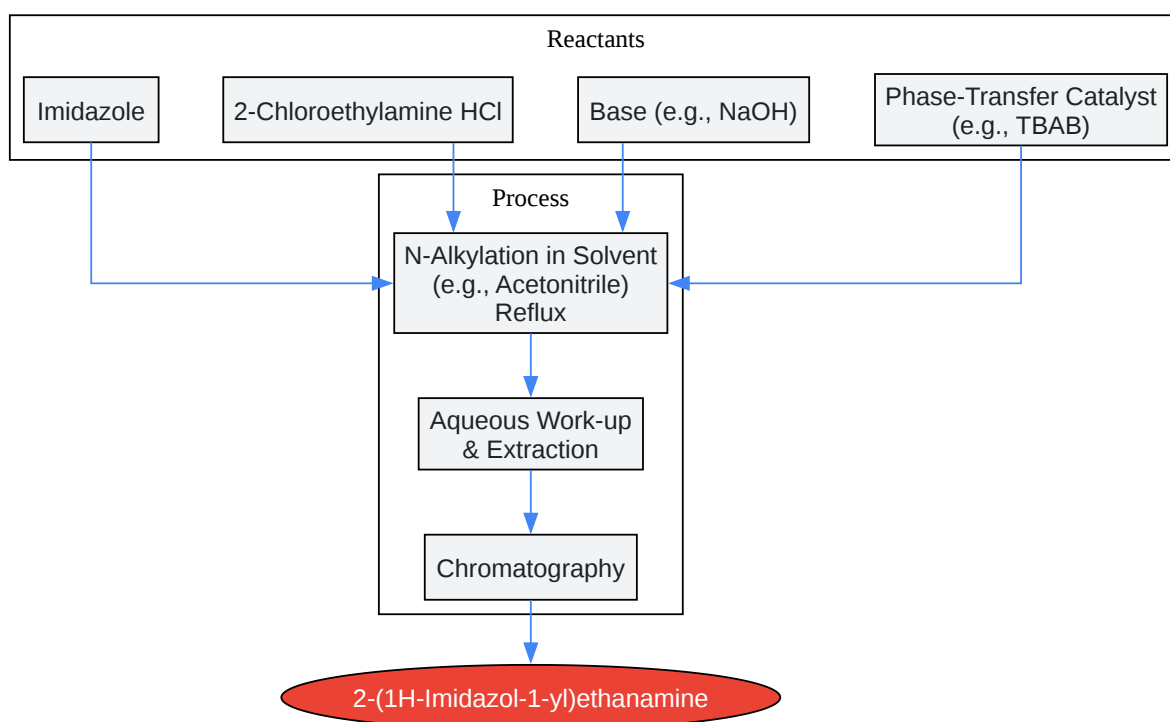 Reactants
Imidazole
2-Chloroethylamine HCl
Base (e.g., NaOH)
Phase-Transfer Catalyst
(e.g., TBAB)
Process
N-Alkylation in Solvent
(e.g., Acetonitrile)
Reflux
Aqueous Work-up
& Extraction
Chromatography
2-(1H-Imidazol-1-yl)ethanamine